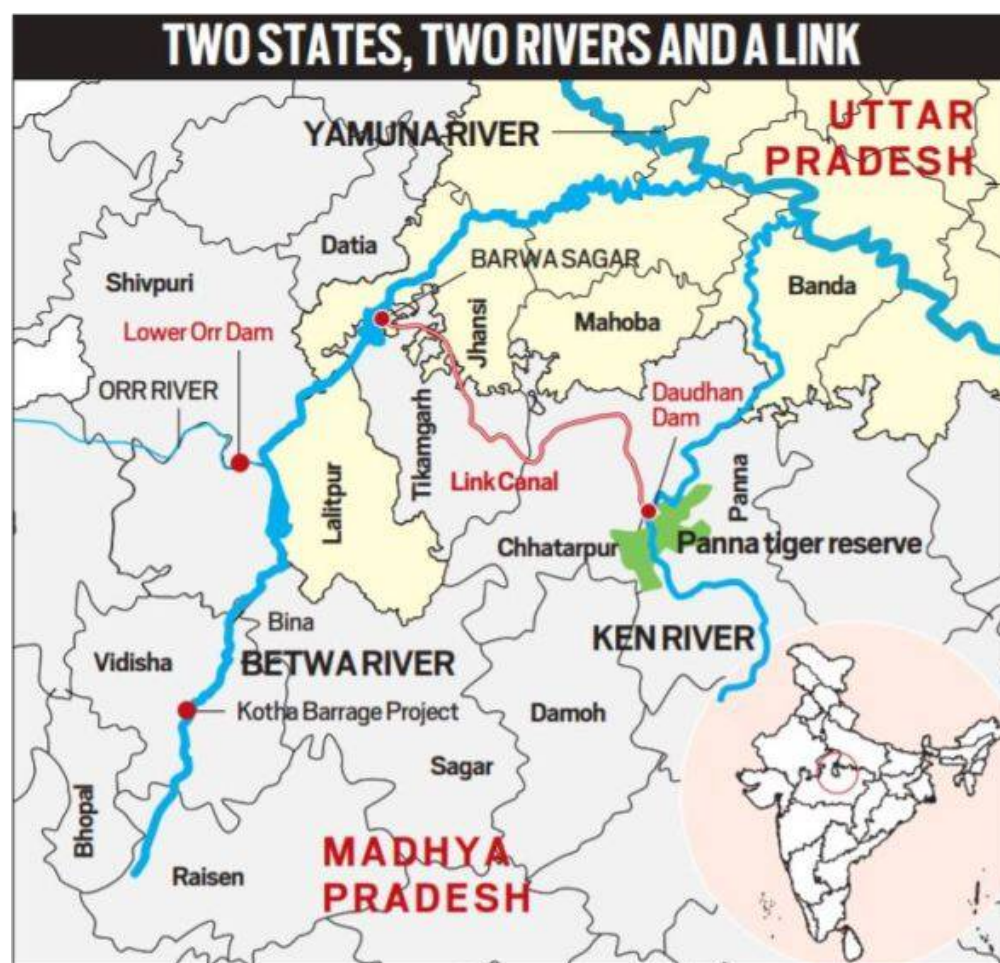 TWO STATES, TWO RIVERS AND A LINK
YAMUNA RIVER
UTTAR
PRADESH
Datia
BARWA SAGAR
Shivpuri
Banda
Jhansi
Mahoba
Lower Orr Dam
ORR RIVER
Daudhan
Dam
Tikamgarh
Link Canal
Lalitpur
Panna
Chhatarpur
Panna tiger reserve
Bina
KEN RIVER
Vidisha
BETWA RIVER
Kotha Barrage Project
Damoh
Sagar
Bhopal
MADHYA
PRADESH
Raisen